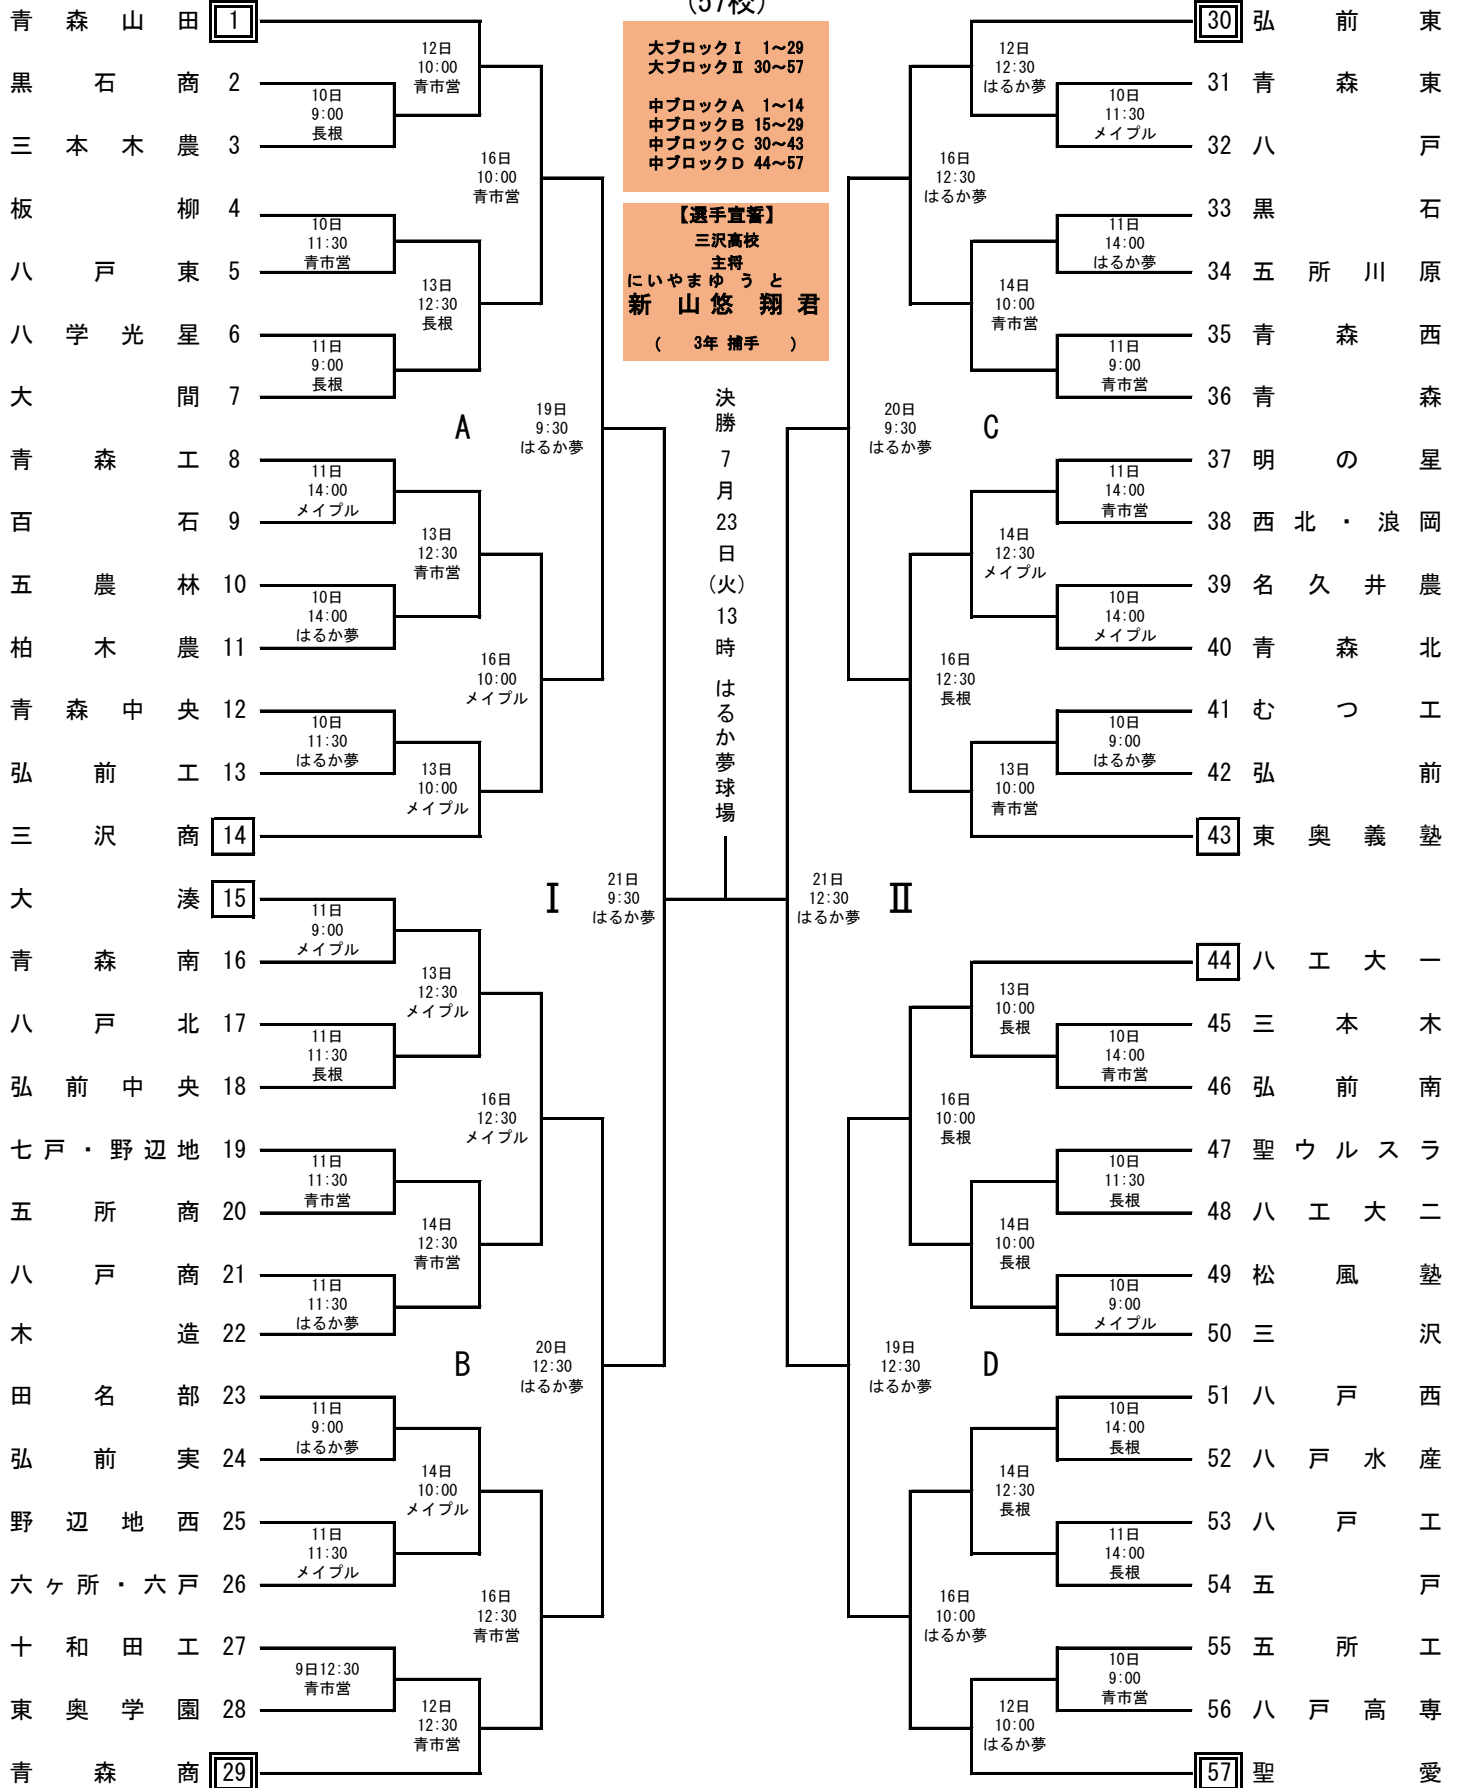 (57校)
大ブロックⅠ 1～29
大ブロックⅡ 30～57
中ブロックA 1～14
中ブロックB 15～29
中ブロックC 30～43
中ブロックD 44～57
【選手宣誓】
三沢高校
主将
にいやまゆうと
新山悠翔君
( 3年 捕手 )
決勝 7月23日(火)13時 はるか夢球場
青森山田 1
黒石商 2
三本木農 3
板柳 4
八戸東 5
八学光星 6
大間 7
青森工 8
百石 9
五農林 10
柏木農 11
青森中央 12
弘前工 13
三沢商 14
大湊 15
青森南 16
八戸北 17
弘前中央 18
七戸・野辺地 19
五所商 20
八戸商 21
木造 22
田名部 23
弘前実 24
野辺地西 25
六ヶ所・六戸 26
十和田工 27
東奥学園 28
青森商 29
10日
9:00
長根
10日
11:30
青市営
11日
9:00
長根
11日
14:00
メイプル
10日
14:00
はるか夢
10日
11:30
はるか夢
11日
9:00
メイプル
11日
11:30
長根
11日
11:30
青市営
11日
11:30
はるか夢
11日
9:00
はるか夢
11日
11:30
メイプル
9日12:30
青市営
12日
10:00
青市営
13日
12:30
長根
13日
12:30
青市営
13日
10:00
メイプル
13日
12:30
メイプル
14日
12:30
青市営
14日
10:00
メイプル
12日
12:30
青市営
16日
10:00
青市営
16日
10:00
メイプル
16日
12:30
メイプル
16日
12:30
青市営
A
19日
9:30
はるか夢
B
20日
12:30
はるか夢
Ⅰ
21日
9:30
はるか夢
21日
12:30
はるか夢
Ⅱ
20日
9:30
はるか夢
C
19日
12:30
はるか夢
D
16日
12:30
はるか夢
16日
12:30
長根
16日
10:00
長根
16日
10:00
はるか夢
12日
12:30
はるか夢
14日
10:00
青市営
14日
12:30
メイプル
13日
10:00
青市営
13日
10:00
長根
14日
10:00
長根
14日
12:30
長根
12日
10:00
はるか夢
10日
11:30
メイプル
11日
14:00
はるか夢
11日
9:00
青市営
11日
14:00
青市営
10日
14:00
メイプル
10日
9:00
はるか夢
10日
14:00
青市営
10日
11:30
長根
10日
9:00
メイプル
10日
14:00
長根
11日
14:00
長根
10日
9:00
青市営
30 弘前東
31 青森東
32 八戸
33 黒石
34 五所川原
35 青森西
36 青森
37 明の星
38 西北・浪岡
39 名久井農
40 青森北
41 むつ工
42 弘前
43 東奥義塾
44 八工大一
45 三本木
46 弘前南
47 聖ウルスラ
48 八工大二
49 松風塾
50 三沢
51 八戸西
52 八戸水産
53 八戸工
54 五戸
55 五所工
56 八戸高専
57 聖愛